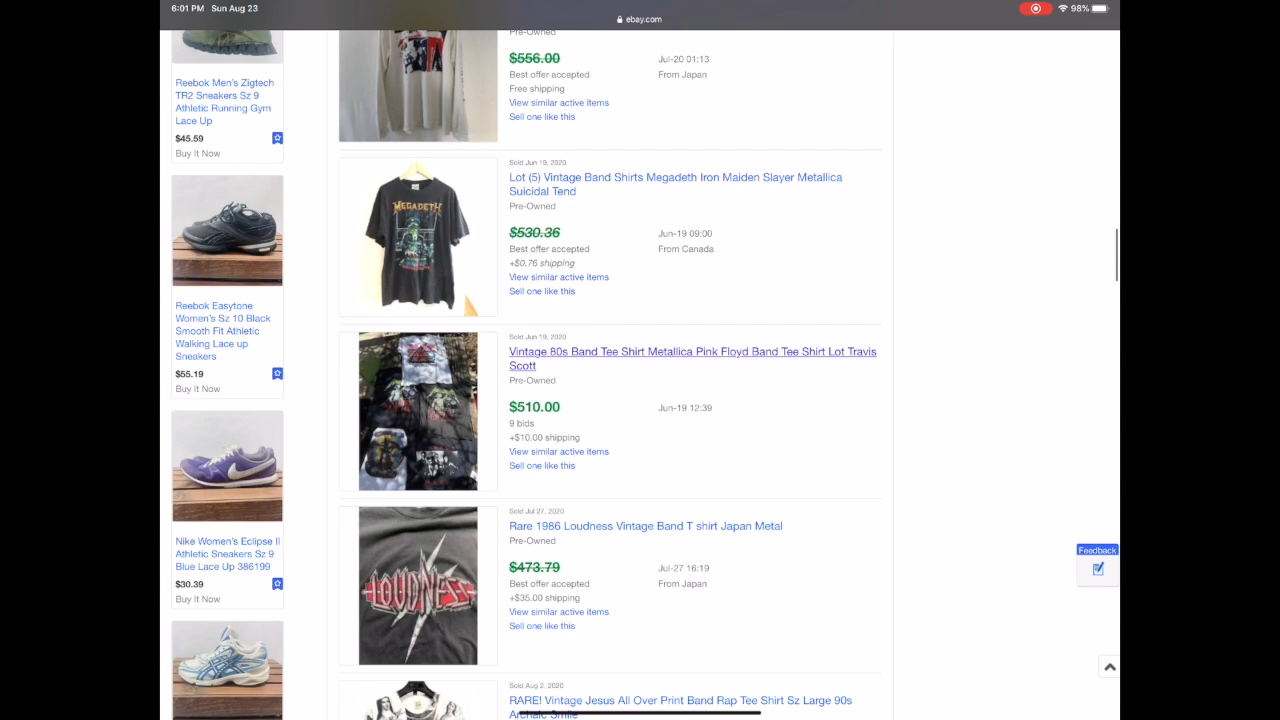 6:01 PM Sun Aug 23
98%
ebay.com
Reebok Men's Zigtech
TR2 Sneakers Sz 9
Athletic Running Gym
Lace Up
$45.59
Buy It Now
Reebok Easytone
Women's Sz 10 Black
Smooth Fit Athletic
Walking Lace up
Sneakers
$55.19
Buy It Now
Nike Women's Eclipse II
Athletic Sneakers Sz 9
Blue Lace Up 386199
$30.39
Buy It Now
Pre-Owned
$556.00
Jul-20 01:13
Best offer accepted
From Japan
Free shipping
View similar active items
Sell one like this
Sold Jun 19, 2020
Lot (5) Vintage Band Shirts Megadeth Iron Maiden Slayer Metallica
Suicidal Tend
Pre-Owned
$530.36
Jun-19 09:00
Best offer accepted
From Canada
+$0.76 shipping
View similar active items
Sell one like this
MEGADETH
Sold Jun 19, 2020
Vintage 80s Band Tee Shirt Metallica Pink Floyd Band Tee Shirt Lot Travis
Scott
Pre-Owned
$510.00
Jun-19 12:39
9 bids
+$10.00 shipping
View similar active items
Sell one like this
Sold Jul 27, 2020
Rare 1986 Loudness Vintage Band T shirt Japan Metal
Pre-Owned
$473.79
Jul-27 16:19
Best offer accepted
From Japan
+$35.00 shipping
View similar active items
Sell one like this
LOUDNESS
Sold Aug 2, 2020
RARE! Vintage Jesus All Over Print Band Rap Tee Shirt Sz Large 90s
Archaic Smile
Feedback